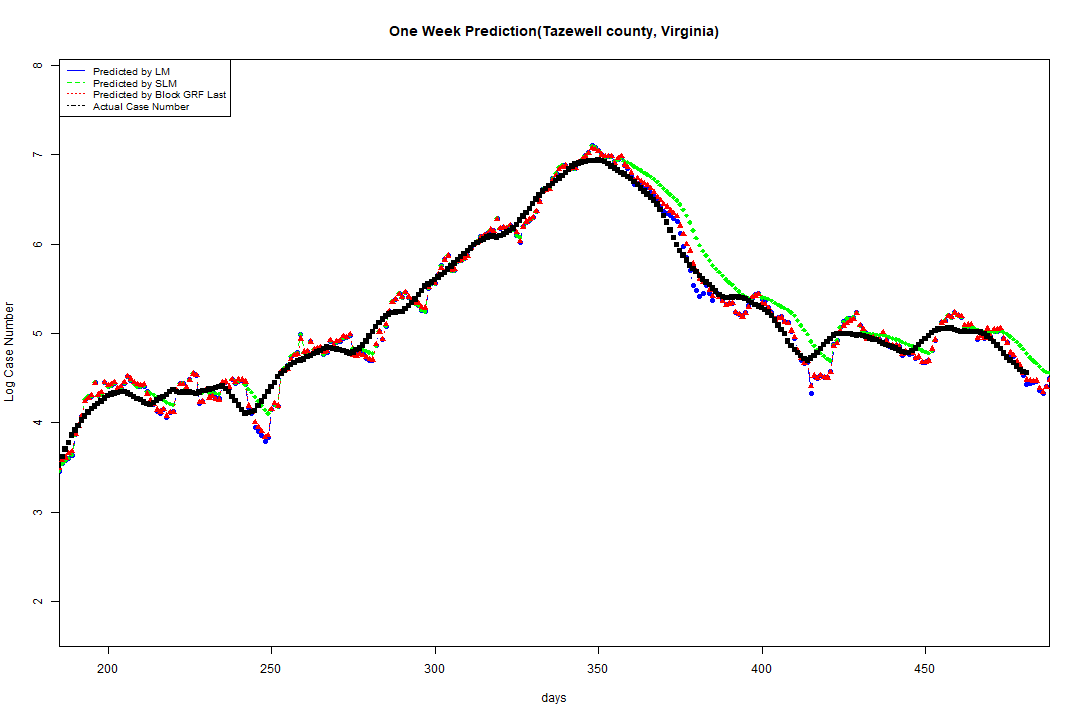 One Week Prediction(Tazewell county, Virginia)
Predicted by LM
Predicted by SLM
Predicted by Block GRF Last
Actual Case Number
Log Case Number
8
7
6
5
4
3
2
200 250 300 350 400 450
days